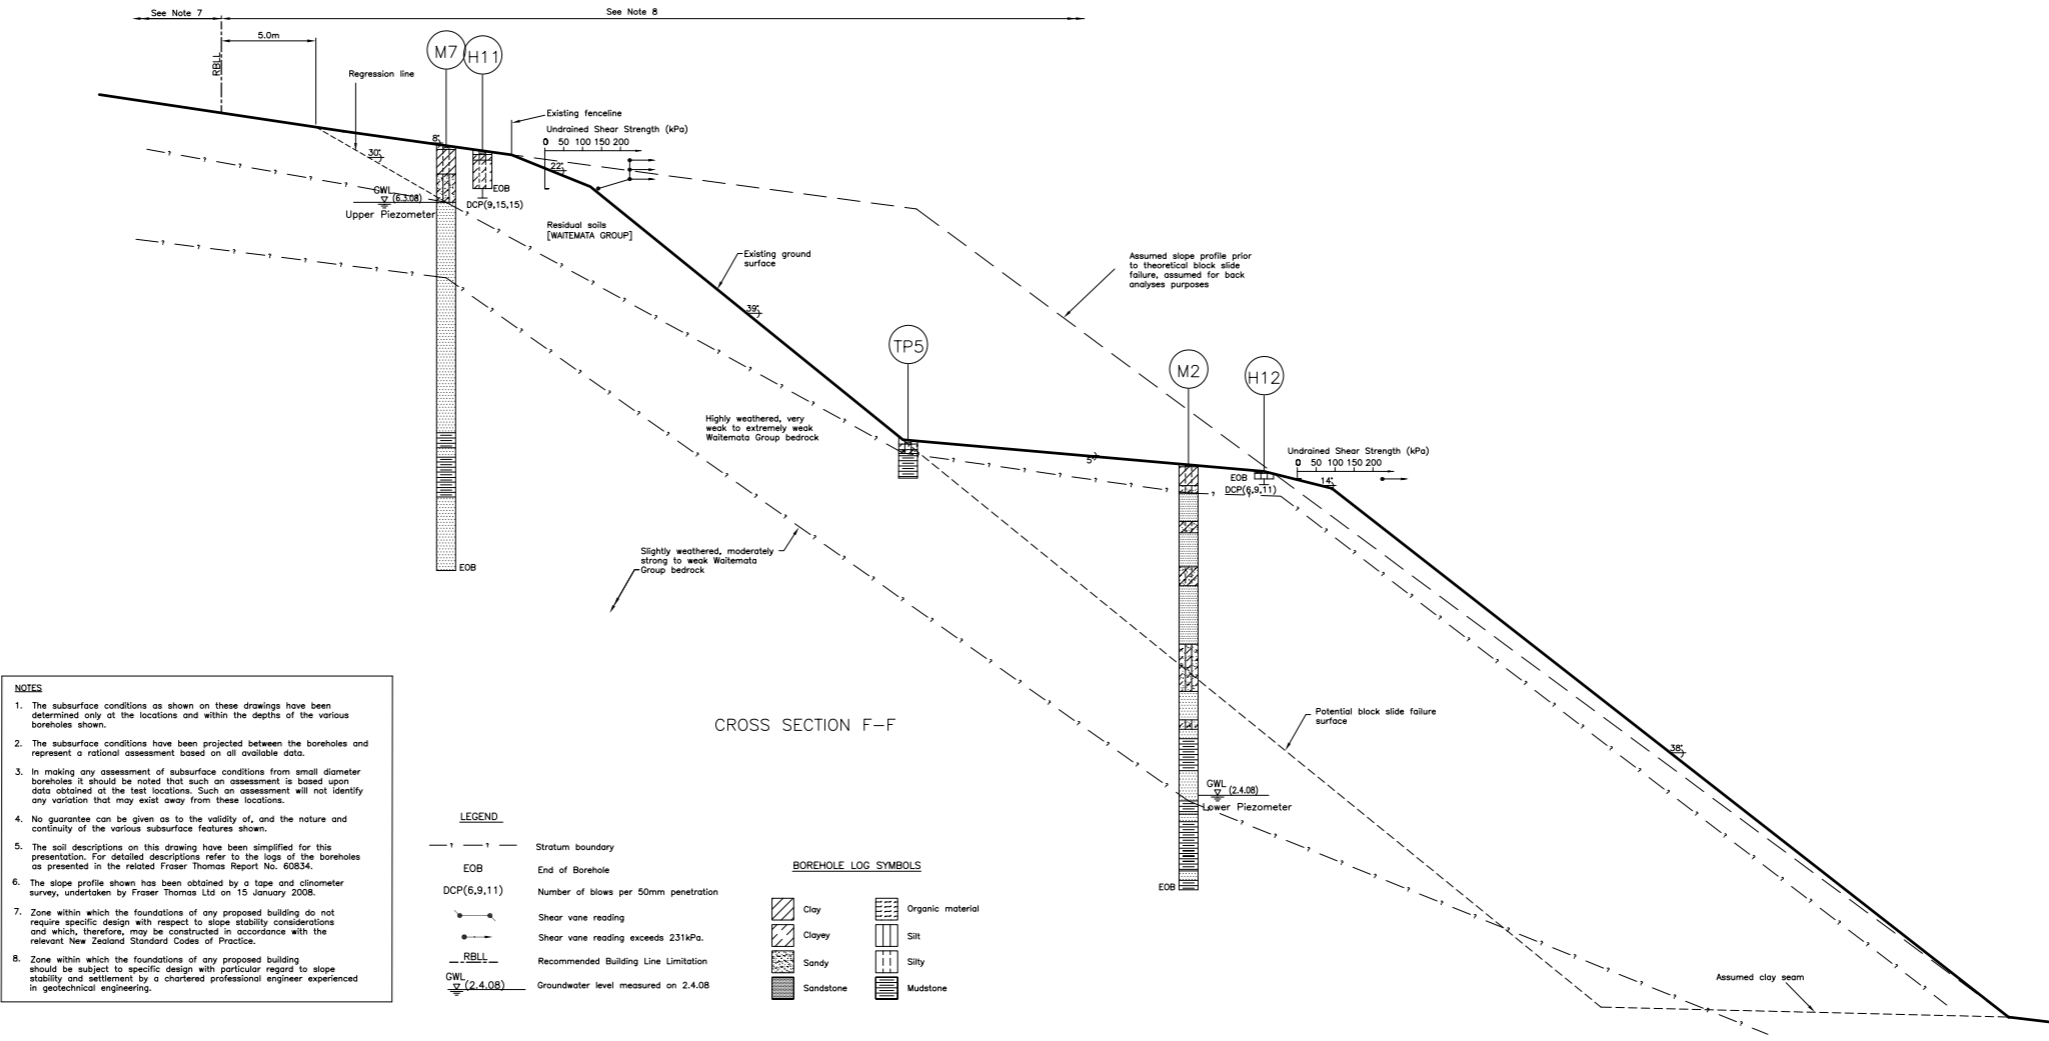 See Note 7
See Note 8
5.0m
RBLL
Regression line
M7
H11
Existing fenceline
Undrained Shear Strength (kPa)
0 50 100 150 200
8°
30°
22°
GWL
(6.3.08)
Upper Piezometer
EOB
DCP(9,15,15)
Residual soils
[WAITEMATA GROUP]
Existing ground
surface
Assumed slope profile prior
to theoretical block slide
failure, assumed for back
analyses purposes
39°
TP5
M2
H12
Highly weathered, very
weak to extremely weak
Waitemata Group bedrock
5°
Undrained Shear Strength (kPa)
0 50 100 150 200
EOB
DCP(6,9,11)
14°
Slightly weathered, moderately
strong to weak Waitemata
Group bedrock
EOB
CROSS SECTION F-F
Potential block slide failure
surface
38°
GWL
(2.4.08)
Lower Piezometer
EOB
Assumed clay seam
NOTES
1. The subsurface conditions as shown on these drawings have been
determined only at the locations and within the depths of the various
boreholes shown.
2. The subsurface conditions have been projected between the boreholes and
represent a rational assessment based on all available data.
3. In making any assessment of subsurface conditions from small diameter
boreholes it should be noted that such an assessment is based upon
data obtained at the test locations. Such an assessment will not identify
any variation that may exist away from these locations.
4. No guarantee can be given as to the validity of, and the nature and
continuity of the various subsurface features shown.
5. The soil descriptions on this drawing have been simplified for this
presentation. For detailed descriptions refer to the logs of the boreholes
as presented in the related Fraser Thomas Report No. 60834.
6. The slope profile shown has been obtained by a tape and clinometer
survey, undertaken by Fraser Thomas Ltd on 15 January 2008.
7. Zone within which the foundations of any proposed building do not
require specific design with respect to slope stability considerations
and which, therefore, may be constructed in accordance with the
relevant New Zealand Standard Codes of Practice.
8. Zone within which the foundations of any proposed building
should be subject to specific design with particular regard to slope
stability and settlement by a chartered professional engineer experienced
in geotechnical engineering.
LEGEND
? ? Stratum boundary
EOB End of Borehole
DCP(6,9,11) Number of blows per 50mm penetration
Shear vane reading
Shear vane reading exceeds 231kPa.
RBLL Recommended Building Line Limitation
GWL
(2.4.08) Groundwater level measured on 2.4.08
BOREHOLE LOG SYMBOLS
Clay
Organic material
Clayey
Silt
Sandy
Silty
Sandstone
Mudstone